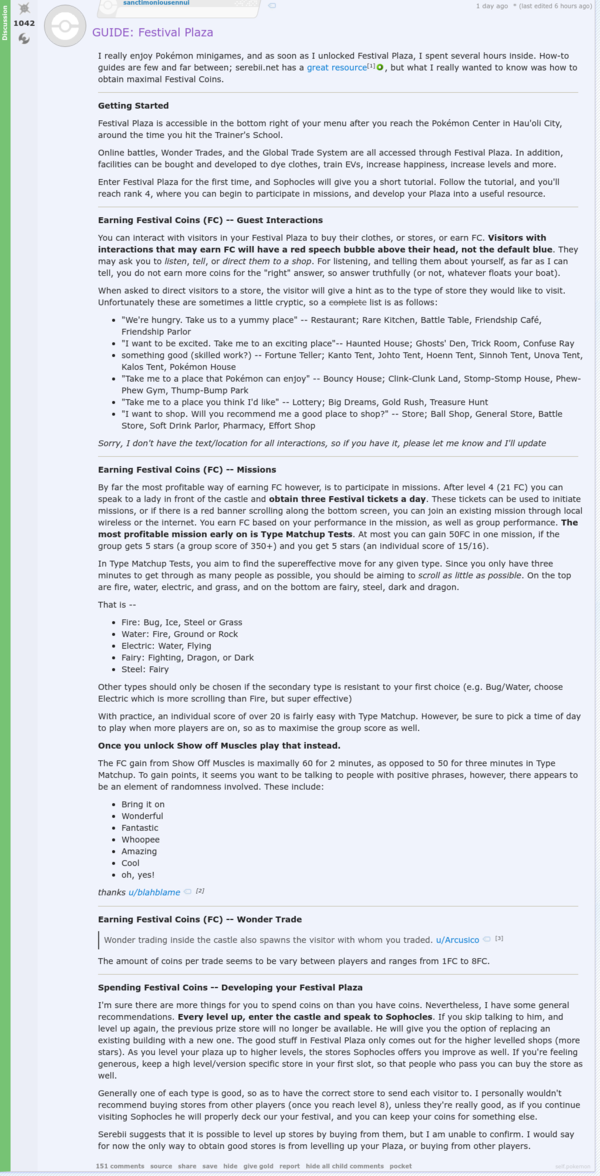 Discussion
sanctimoniousennui
1 day ago * (last edited 6 hours ago)
1042
GUIDE: Festival Plaza
I really enjoy Pokémon minigames, and as soon as I unlocked Festival Plaza, I spent several hours inside. How-to
guides are few and far between; serebii.net has a great resource[1], but what I really wanted to know was how to
obtain maximal Festival Coins.
Getting Started
Festival Plaza is accessible in the bottom right of your menu after you reach the Pokémon Center in Hau'oli City,
around the time you hit the Trainer's School.
Online battles, Wonder Trades, and the Global Trade System are all accessed through Festival Plaza. In addition,
facilities can be bought and developed to dye clothes, train EVs, increase happiness, increase levels and more.
Enter Festival Plaza for the first time, and Sophocles will give you a short tutorial. Follow the tutorial, and you'll
reach rank 4, where you can begin to participate in missions, and develop your Plaza into a useful resource.
Earning Festival Coins (FC) -- Guest Interactions
You can interact with visitors in your Festival Plaza to buy their clothes, or stores, or earn FC. Visitors with
interactions that may earn FC will have a red speech bubble above their head, not the default blue. They
may ask you to listen, tell, or direct them to a shop. For listening, and telling them about yourself, as far as I can
tell, you do not earn more coins for the "right" answer, so answer truthfully (or not, whatever floats your boat).
When asked to direct visitors to a store, the visitor will give a hint as to the type of store they would like to visit.
Unfortunately these are sometimes a little cryptic, so a complete list is as follows:
• "We're hungry. Take us to a yummy place" -- Restaurant; Rare Kitchen, Battle Table, Friendship Café,
Friendship Parlor
• "I want to be excited. Take me to an exciting place"-- Haunted House; Ghosts' Den, Trick Room, Confuse Ray
• something good (skilled work?) -- Fortune Teller; Kanto Tent, Johto Tent, Hoenn Tent, Sinnoh Tent, Unova Tent,
Kalos Tent, Pokémon House
• "Take me to a place that Pokémon can enjoy" -- Bouncy House; Clink-Clunk Land, Stomp-Stomp House, Phew-
Phew Gym, Thump-Bump Park
• "Take me to a place you think I'd like" -- Lottery; Big Dreams, Gold Rush, Treasure Hunt
• "I want to shop. Will you recommend me a good place to shop?" -- Store; Ball Shop, General Store, Battle
Store, Soft Drink Parlor, Pharmacy, Effort Shop
Sorry, I don't have the text/location for all interactions, so if you have it, please let me know and I'll update
Earning Festival Coins (FC) -- Missions
By far the most profitable way of earning FC however, is to participate in missions. After level 4 (21 FC) you can
speak to a lady in front of the castle and obtain three Festival tickets a day. These tickets can be used to initiate
missions, or if there is a red banner scrolling along the bottom screen, you can join an existing mission through local
wireless or the internet. You earn FC based on your performance in the mission, as well as group performance. The
most profitable mission early on is Type Matchup Tests. At most you can gain 50FC in one mission, if the
group gets 5 stars (a group score of 350+) and you get 5 stars (an individual score of 15/16).
In Type Matchup Tests, you aim to find the supereffective move for any given type. Since you only have three
minutes to get through as many people as possible, you should be aiming to scroll as little as possible. On the top
are fire, water, electric, and grass, and on the bottom are fairy, steel, dark and dragon.
That is --
• Fire: Bug, Ice, Steel or Grass
• Water: Fire, Ground or Rock
• Electric: Water, Flying
• Fairy: Fighting, Dragon, or Dark
• Steel: Fairy
Other types should only be chosen if the secondary type is resistant to your first choice (e.g. Bug/Water, choose
Electric which is more scrolling than Fire, but super effective)
With practice, an individual score of over 20 is fairly easy with Type Matchup. However, be sure to pick a time of day
to play when more players are on, so as to maximise the group score as well.
Once you unlock Show off Muscles play that instead.
The FC gain from Show Off Muscles is maximally 60 for 2 minutes, as opposed to 50 for three minutes in Type
Matchup. To gain points, it seems you want to be talking to people with positive phrases, however, there appears to
be an element of randomness involved. These include:
• Bring it on
• Wonderful
• Fantastic
• Whoopee
• Amazing
• Cool
• oh, yes!
thanks u/blahblame [2]
Earning Festival Coins (FC) -- Wonder Trade
Wonder trading inside the castle also spawns the visitor with whom you traded. u/Arcusico [3]
The amount of coins per trade seems to be vary between players and ranges from 1FC to 8FC.
Spending Festival Coins -- Developing your Festival Plaza
I'm sure there are more things for you to spend coins on than you have coins. Nevertheless, I have some general
recommendations. Every level up, enter the castle and speak to Sophocles. If you skip talking to him, and
level up again, the previous prize store will no longer be available. He will give you the option of replacing an
existing building with a new one. The good stuff in Festival Plaza only comes out for the higher levelled shops (more
stars). As you level your plaza up to higher levels, the stores Sophocles offers you improve as well. If you're feeling
generous, keep a high level/version specific store in your first slot, so that people who pass you can buy the store as
well.
Generally one of each type is good, so as to have the correct store to send each visitor to. I personally wouldn't
recommend buying stores from other players (once you reach level 8), unless they're really good, as if you continue
visiting Sophocles he will properly deck our your festival, and you can keep your coins for something else.
Serebii suggests that it is possible to level up stores by buying from them, but I am unable to confirm. I would say
for now the only way to obtain good stores is from levelling up your Plaza, or buying from other players.
151 comments source share save hide give gold report hide all child comments pocket
self.pokemon